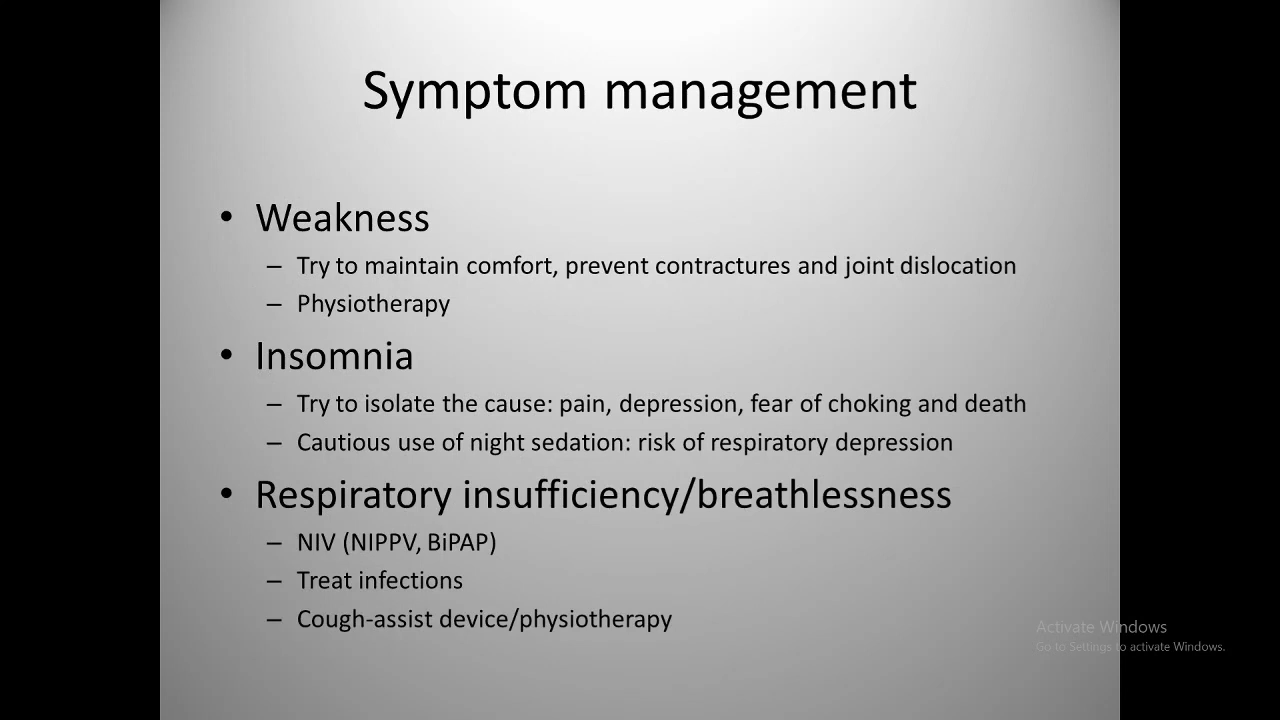 Symptom management
• Weakness
– Try to maintain comfort, prevent contractures and joint dislocation
– Physiotherapy
• Insomnia
– Try to isolate the cause: pain, depression, fear of choking and death
– Cautious use of night sedation: risk of respiratory depression
• Respiratory insufficiency/breathlessness
– NIV (NIPPV, BiPAP)
– Treat infections
– Cough-assist device/physiotherapy
Activate Windows
Go to Settings to activate Windows.